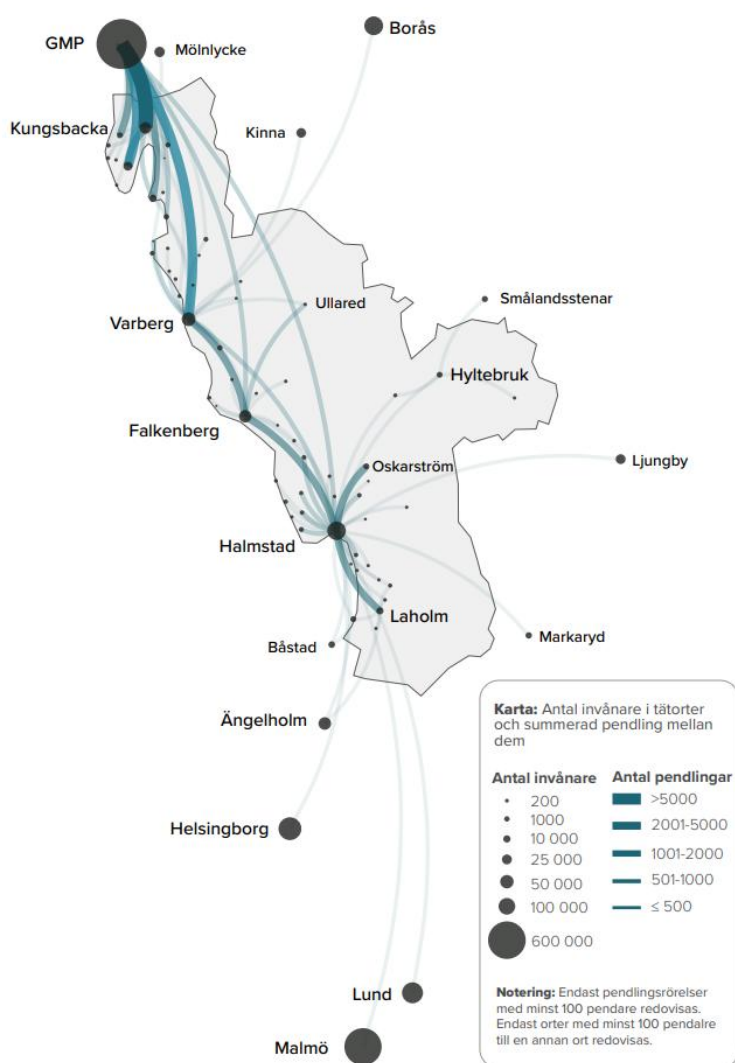 GMP
Mölnlycke
Borås
Kungsbacka
Kinna
Ullared
Smålandsstenar
Varberg
Hyltebruk
Falkenberg
Oskarström
Ljungby
Halmstad
Laholm
Markaryd
Båstad
Ängelholm
Helsingborg
Lund
Malmö
Karta: Antal invånare i tätorter
och summerad pendling mellan
dem
Antal invånare
200
1000
10 000
25 000
50 000
100 000
600 000
Antal pendlingar
>5000
2001-5000
1001-2000
501-1000
≤ 500
Notering: Endast pendlingsrörelser
med minst 100 pendare redovisas.
Endast orter med minst 100 pendalre
till en annan ort redovisas.